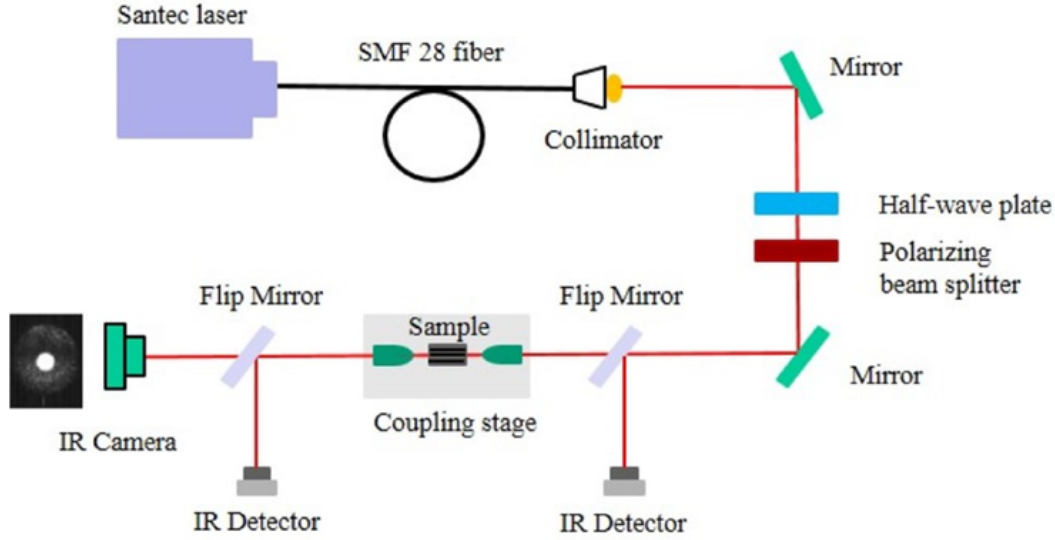 Santec laser
SMF 28 fiber
Collimator
Mirror
Half-wave plate
Polarizing
beam splitter
Mirror
Flip Mirror
Sample
Flip Mirror
Coupling stage
IR Camera
IR Detector
IR Detector